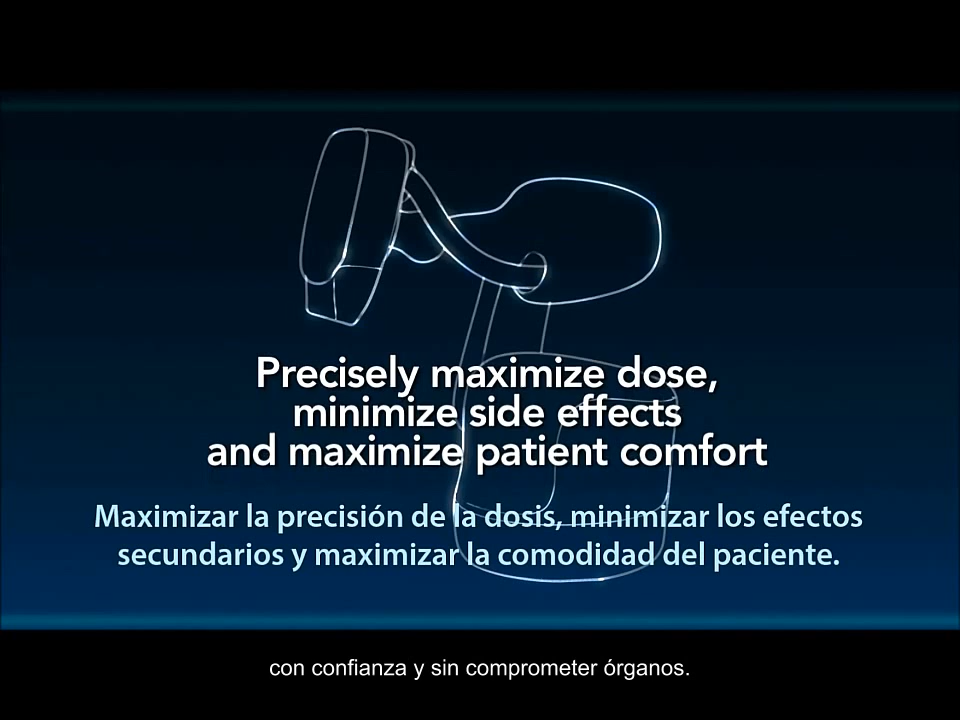 Precisely maximize dose,
minimize side effects
and maximize patient comfort
Maximizar la precisión de la dosis, minimizar los efectos
secundarios y maximizar la comodidad del paciente.
con confianza y sin comprometer órganos.